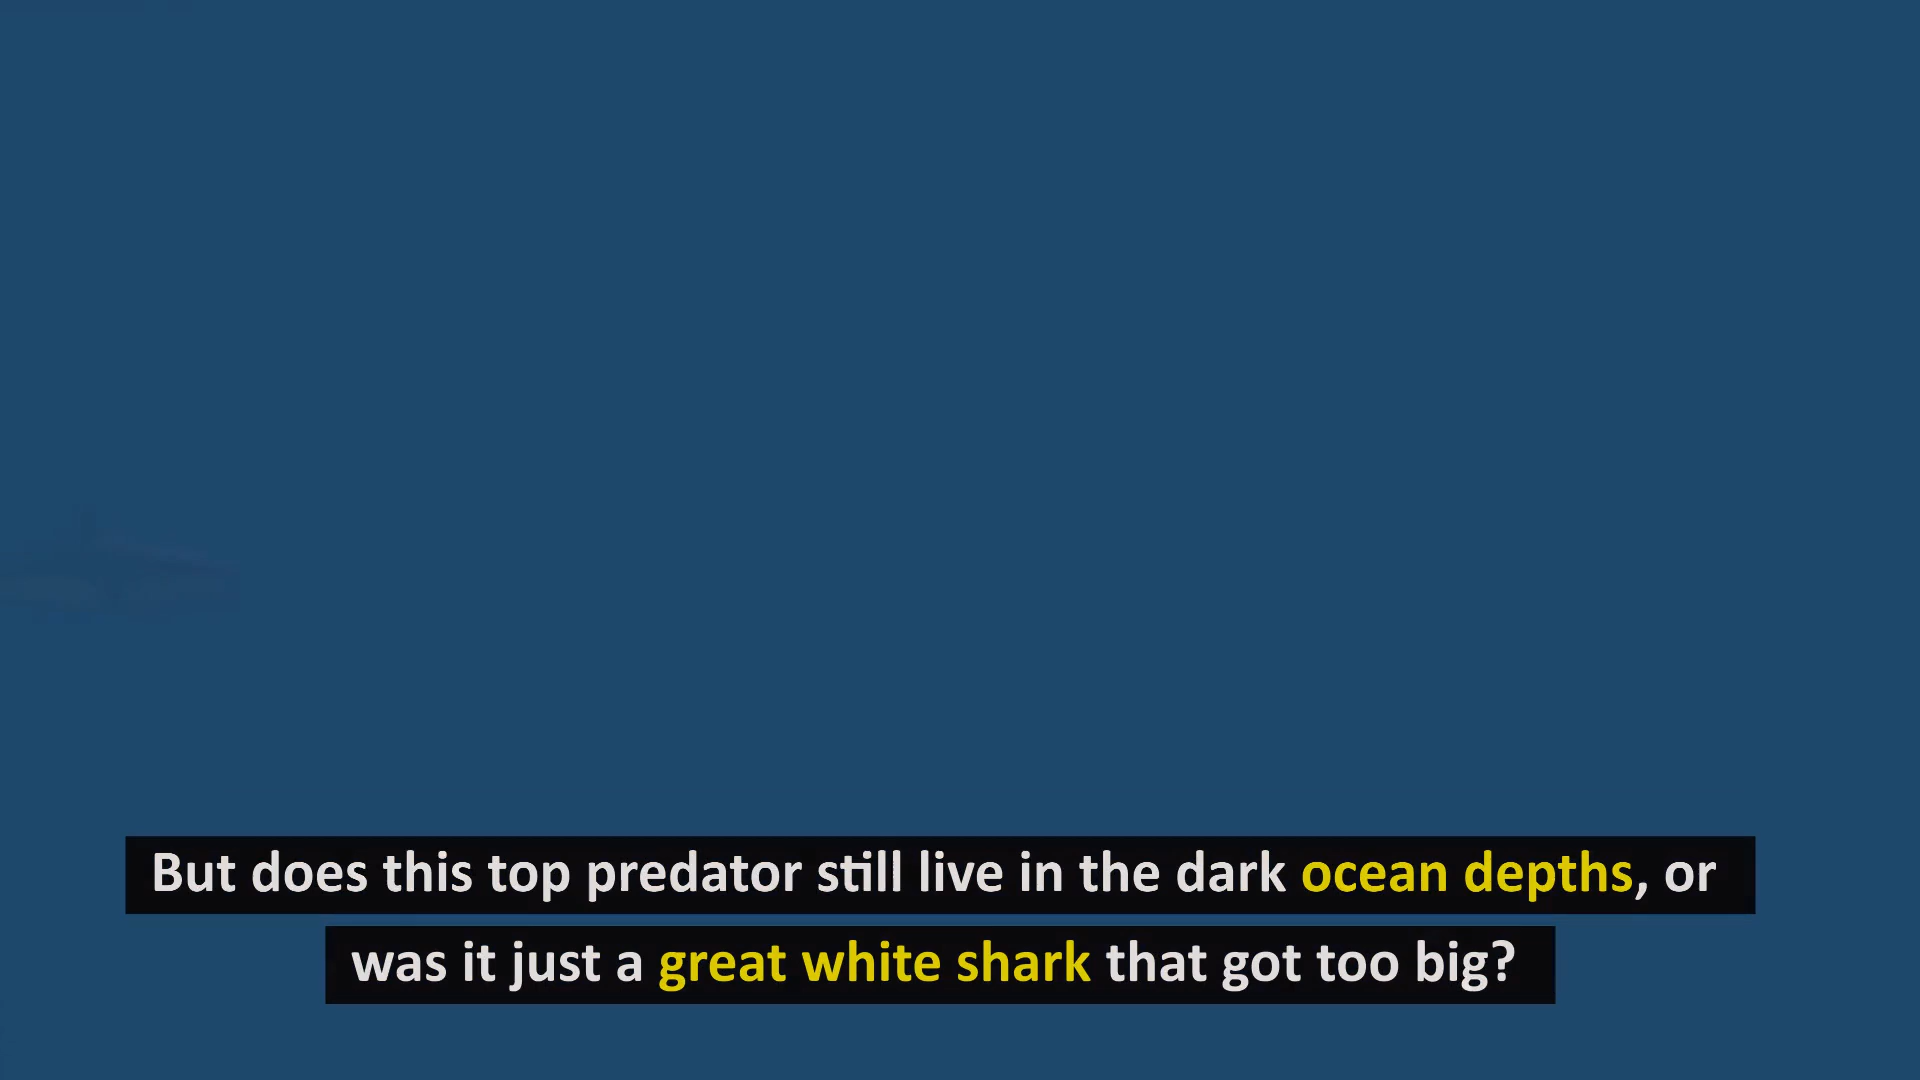 But does this top predator still live in the dark ocean depths, or
was it just a great white shark that got too big?